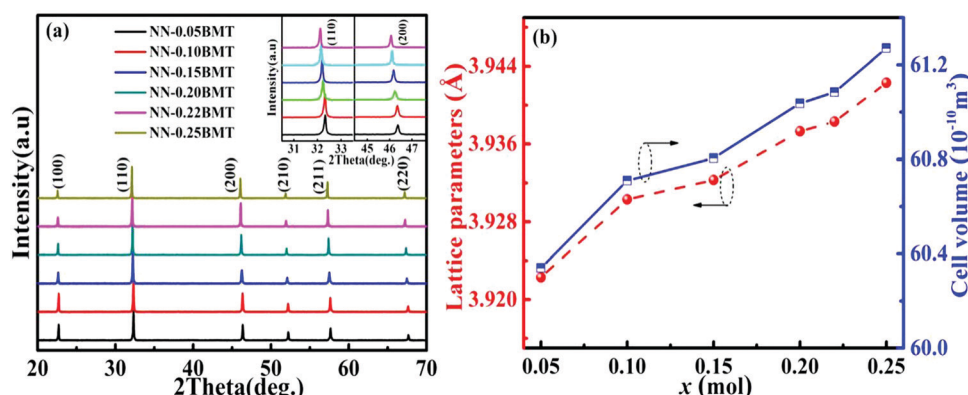 (a)
NN-0.05BMT
NN-0.10BMT
NN-0.15BMT
NN-0.20BMT
NN-0.22BMT
NN-0.25BMT
Intensity(a.u)
(110)
(200)
31 32 33 45 46 47
2Theta(deg.)
(100)
(110)
(200)
(210)
(211)
(220)
Intensity(a.u)
20 30 40 50 60 70
2Theta(deg.)
(b)
Lattice parameters (Å)
3.944
3.936
3.928
3.920
Cell volume (10⁻¹⁰ m³)
61.2
60.8
60.4
60.0
0.05 0.10 0.15 0.20 0.25
x (mol)